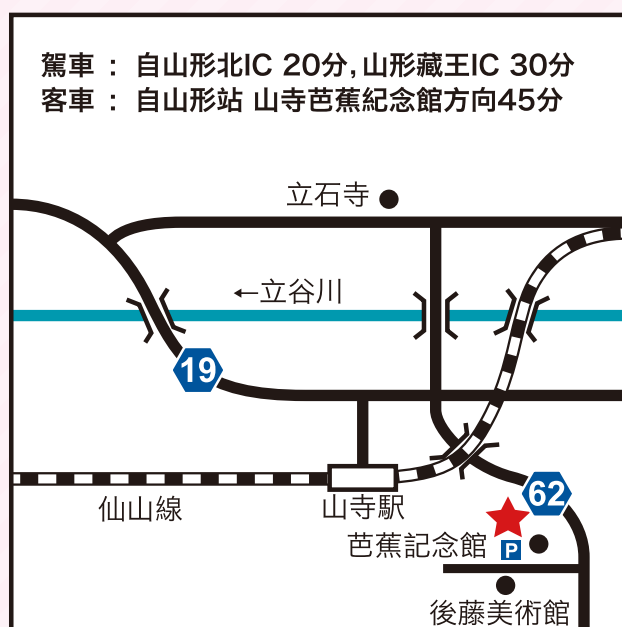 駕車 : 自山形北IC 20分,山形藏王IC 30分
客車 : 自山形站 山寺芭蕉紀念館方向45分
立石寺
←立谷川
19
62
仙山線
山寺駅
芭蕉記念館
P
後藤美術館